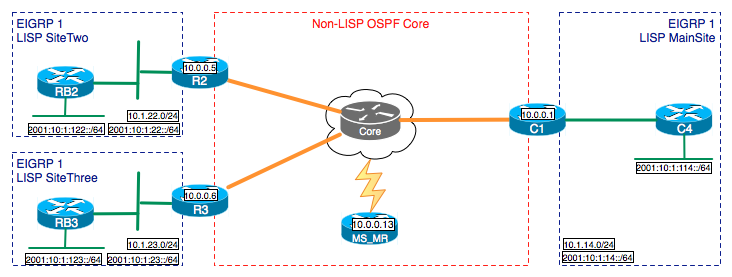 EIGRP 1
LISP SiteTwo
RB2
2001:10:1:122::/64
10.1.22.0/24
2001:10:1:22::/64
10.0.0.5
R2
EIGRP 1
LISP SiteThree
RB3
2001:10:1:123::/64
10.1.23.0/24
2001:10:1:23::/64
10.0.0.6
R3
Non-LISP OSPF Core
Core
10.0.0.13
MS_MR
10.0.0.1
C1
EIGRP 1
LISP MainSite
C4
2001:10:1:114::/64
10.1.14.0/24
2001:10:1:14::/64